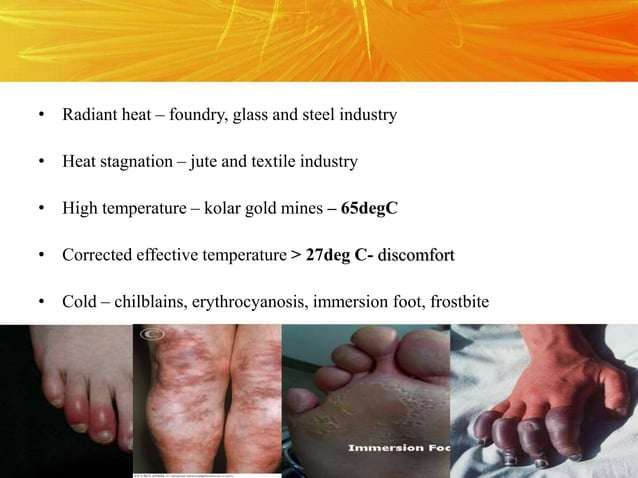 • Radiant heat – foundry, glass and steel industry
• Heat stagnation – jute and textile industry
• High temperature – kolar gold mines – 65degC
• Corrected effective temperature > 27deg C- discomfort
• Cold – chilblains, erythrocyanosis, immersion foot, frostbite
©
Immersion Foo